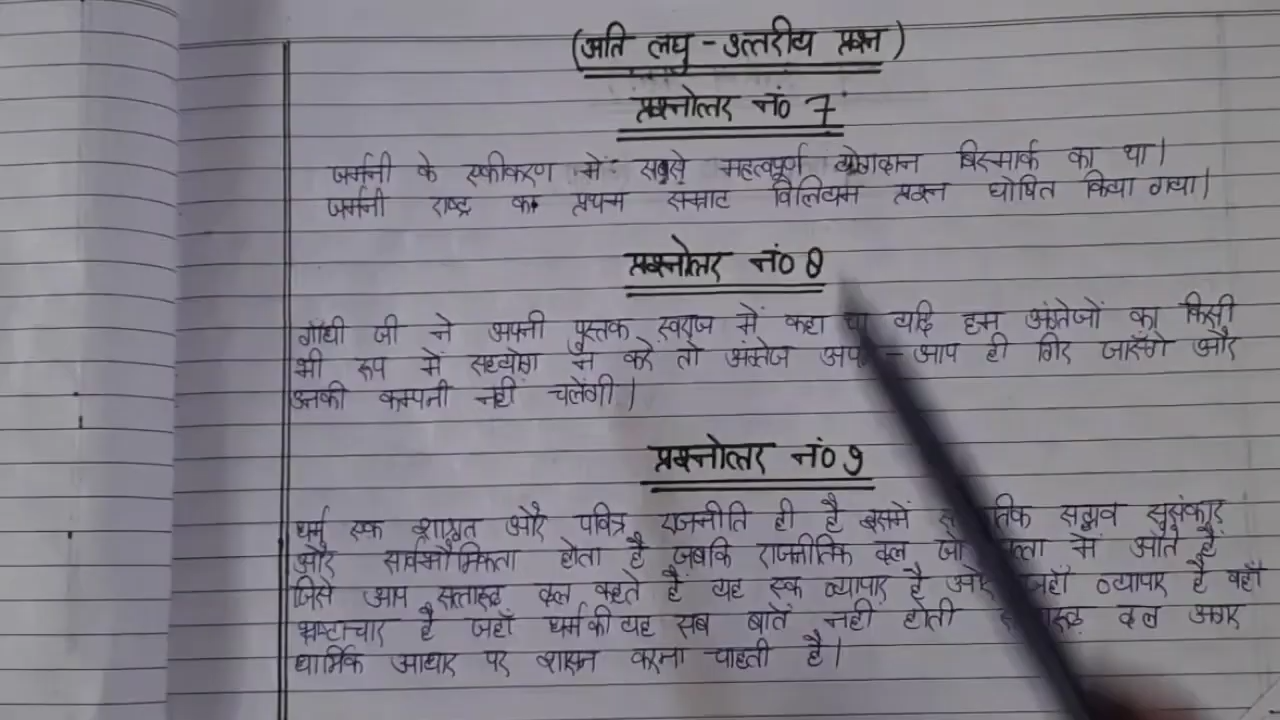 (अति लघु - उत्तरीय प्रश्न)
प्रश्नोत्तर नं० 7
जर्मनी के एकीकरण में सबसे महत्वपूर्ण योगदान बिस्मार्क का था।
जर्मनी राष्ट्र का प्रथम सम्राट विलियम प्रश्न घोषित किया गया।
प्रश्नोत्तर नं० 8
गाँधी जी ने अपनी पुस्तक स्वराज में कहा था यदि हम अंग्रेजों का किसी
भी रूप में सहयोग न करे तो अंग्रेज - आप ही गिर जाएँगे और
उनकी कम्पनी नहीं चलेंगी।
प्रश्नोत्तर नं० 9
धर्म एक शाश्वत और पवित्र राजनीति ही है इसमें सद्भाव सुसंकार
और सार्वभौमिकता होता है जबकि राजनीतिक दल जो में आते हैं
जिसे आप सत्तारूढ़ दल कहते हैं यह एक व्यापार है और जहाँ व्यापार है वहाँ
भ्रष्टाचार है जहाँ धर्म की यह सब बातें नहीं होती दल अगर
धार्मिक आधार पर शासन करना चाहती है।